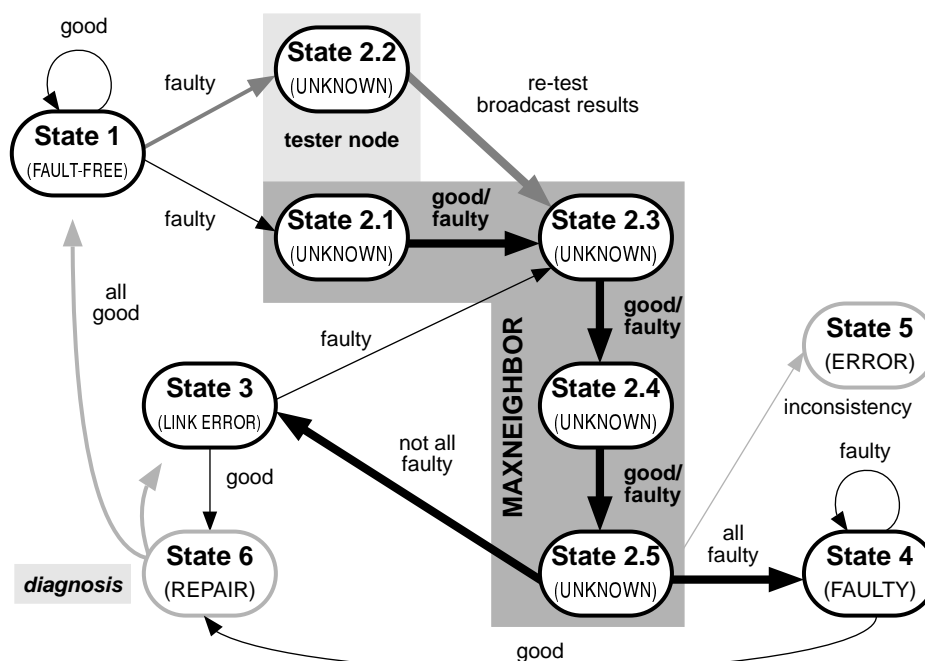 good
State 2.2
(UNKNOWN)
faulty
re-test
broadcast results
State 1
(FAULT-FREE)
tester node
faulty
State 2.1
(UNKNOWN)
good/
faulty
State 2.3
(UNKNOWN)
all
good
faulty
good/
faulty
State 5
(ERROR)
inconsistency
State 3
(LINK ERROR)
MAXNEIGHBOR
State 2.4
(UNKNOWN)
not all
faulty
good
good/
faulty
faulty
State 6
(REPAIR)
diagnosis
State 2.5
(UNKNOWN)
all
faulty
State 4
(FAULTY)
good